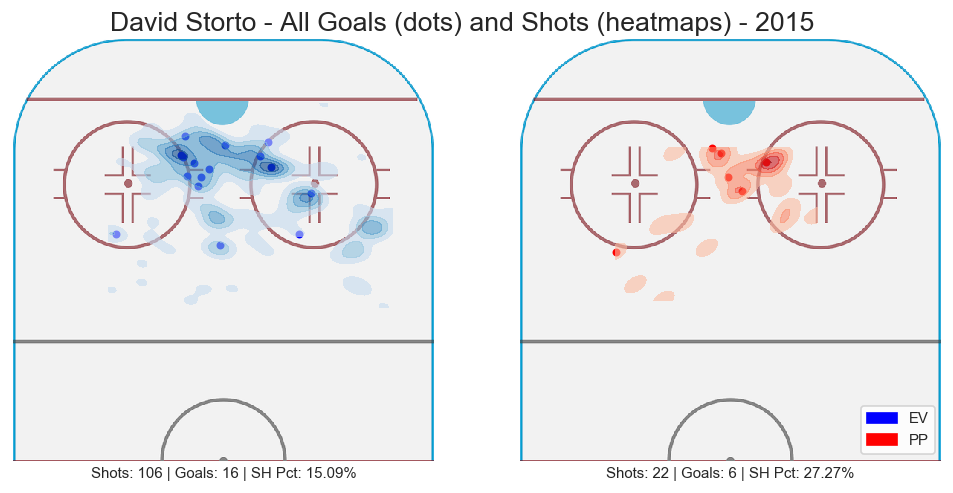 David Storto - All Goals (dots) and Shots (heatmaps) - 2015
EV
PP
Shots: 106 | Goals: 16 | SH Pct: 15.09%
Shots: 22 | Goals: 6 | SH Pct: 27.27%